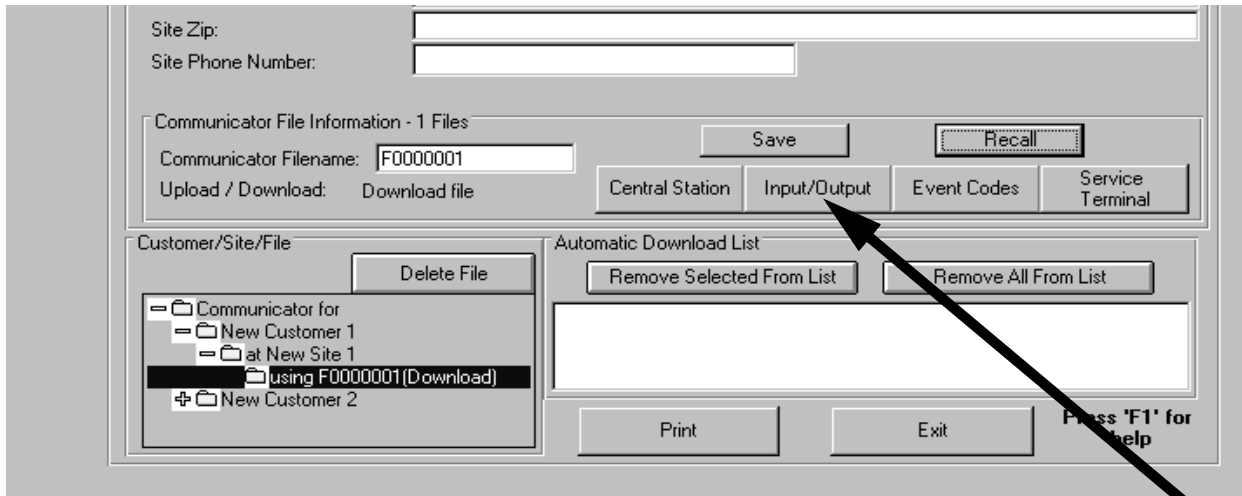 Site Zip:
Site Phone Number:
Communicator File Information - 1 Files
Save
Recall
Communicator Filename: F0000001
Upload / Download: Download file
Central Station
Input/Output
Event Codes
Service
Terminal
Customer/Site/File
Delete File
Communicator for
New Customer 1
at New Site 1
using F0000001(Download)
New Customer 2
Automatic Download List
Remove Selected From List
Remove All From List
Print
Exit
Press 'F1' for
help